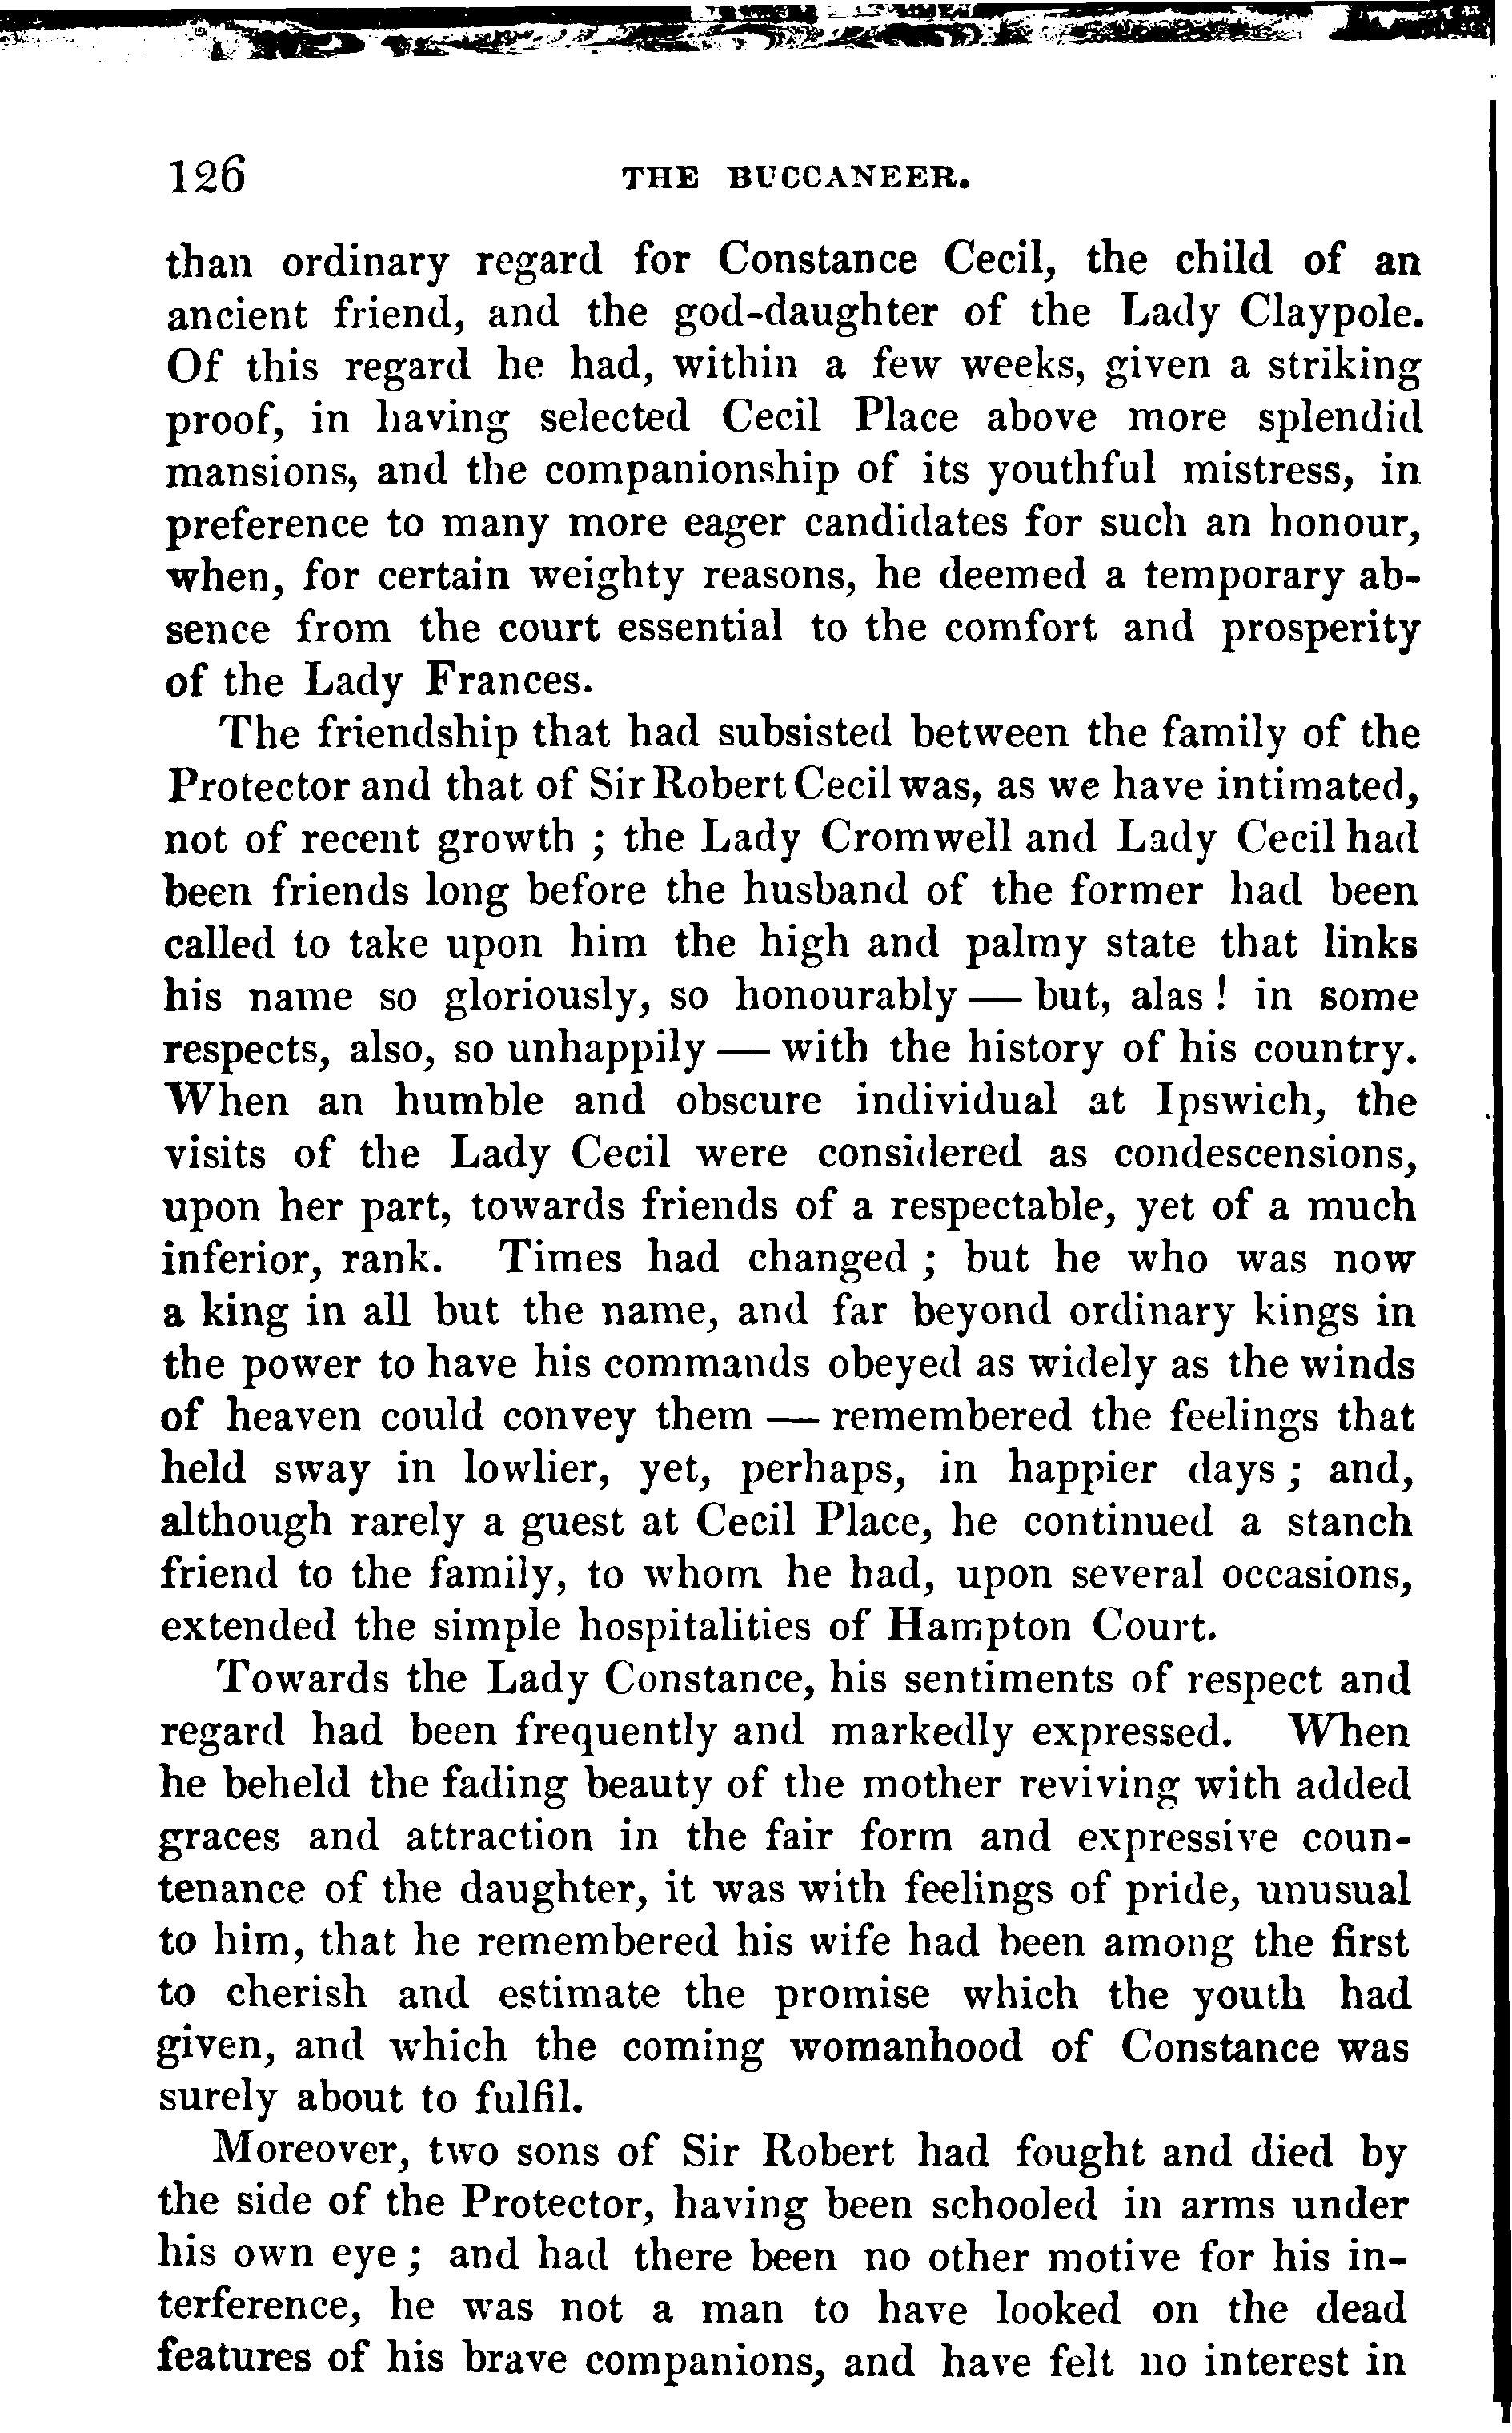 126 THE BUCCANEER.
than ordinary regard for Constance Cecil, the child of an
ancient friend, and the god-daughter of the Lady Claypole.
Of this regard he had, within a few weeks, given a striking
proof, in having selected Cecil Place above more splendid
mansions, and the companionship of its youthful mistress, in
preference to many more eager candidates for such an honour,
when, for certain weighty reasons, he deemed a temporary ab-
sence from the court essential to the comfort and prosperity
of the Lady Frances.
The friendship that had subsisted between the family of the
Protector and that of Sir Robert Cecil was, as we have intimated,
not of recent growth ; the Lady Cromwell and Lady Cecil had
been friends long before the husband of the former had been
called to take upon him the high and palmy state that links
his name so gloriously, so honourably — but, alas ! in some
respects, also, so unhappily — with the history of his country.
When an humble and obscure individual at Ipswich, the
visits of the Lady Cecil were considered as condescensions,
upon her part, towards friends of a respectable, yet of a much
inferior, rank. Times had changed ; but he who was now
a king in all but the name, and far beyond ordinary kings in
the power to have his commands obeyed as widely as the winds
of heaven could convey them — remembered the feelings that
held sway in lowlier, yet, perhaps, in happier days ; and,
although rarely a guest at Cecil Place, he continued a stanch
friend to the family, to whom he had, upon several occasions,
extended the simple hospitalities of Hampton Court.
Towards the Lady Constance, his sentiments of respect and
regard had been frequently and markedly expressed. When
he beheld the fading beauty of the mother reviving with added
graces and attraction in the fair form and expressive coun-
tenance of the daughter, it was with feelings of pride, unusual
to him, that he remembered his wife had been among the first
to cherish and estimate the promise which the youth had
given, and which the coming womanhood of Constance was
surely about to fulfil.
Moreover, two sons of Sir Robert had fought and died by
the side of the Protector, having been schooled in arms under
his own eye ; and had there been no other motive for his in-
terference, he was not a man to have looked on the dead
features of his brave companions, and have felt no interest in